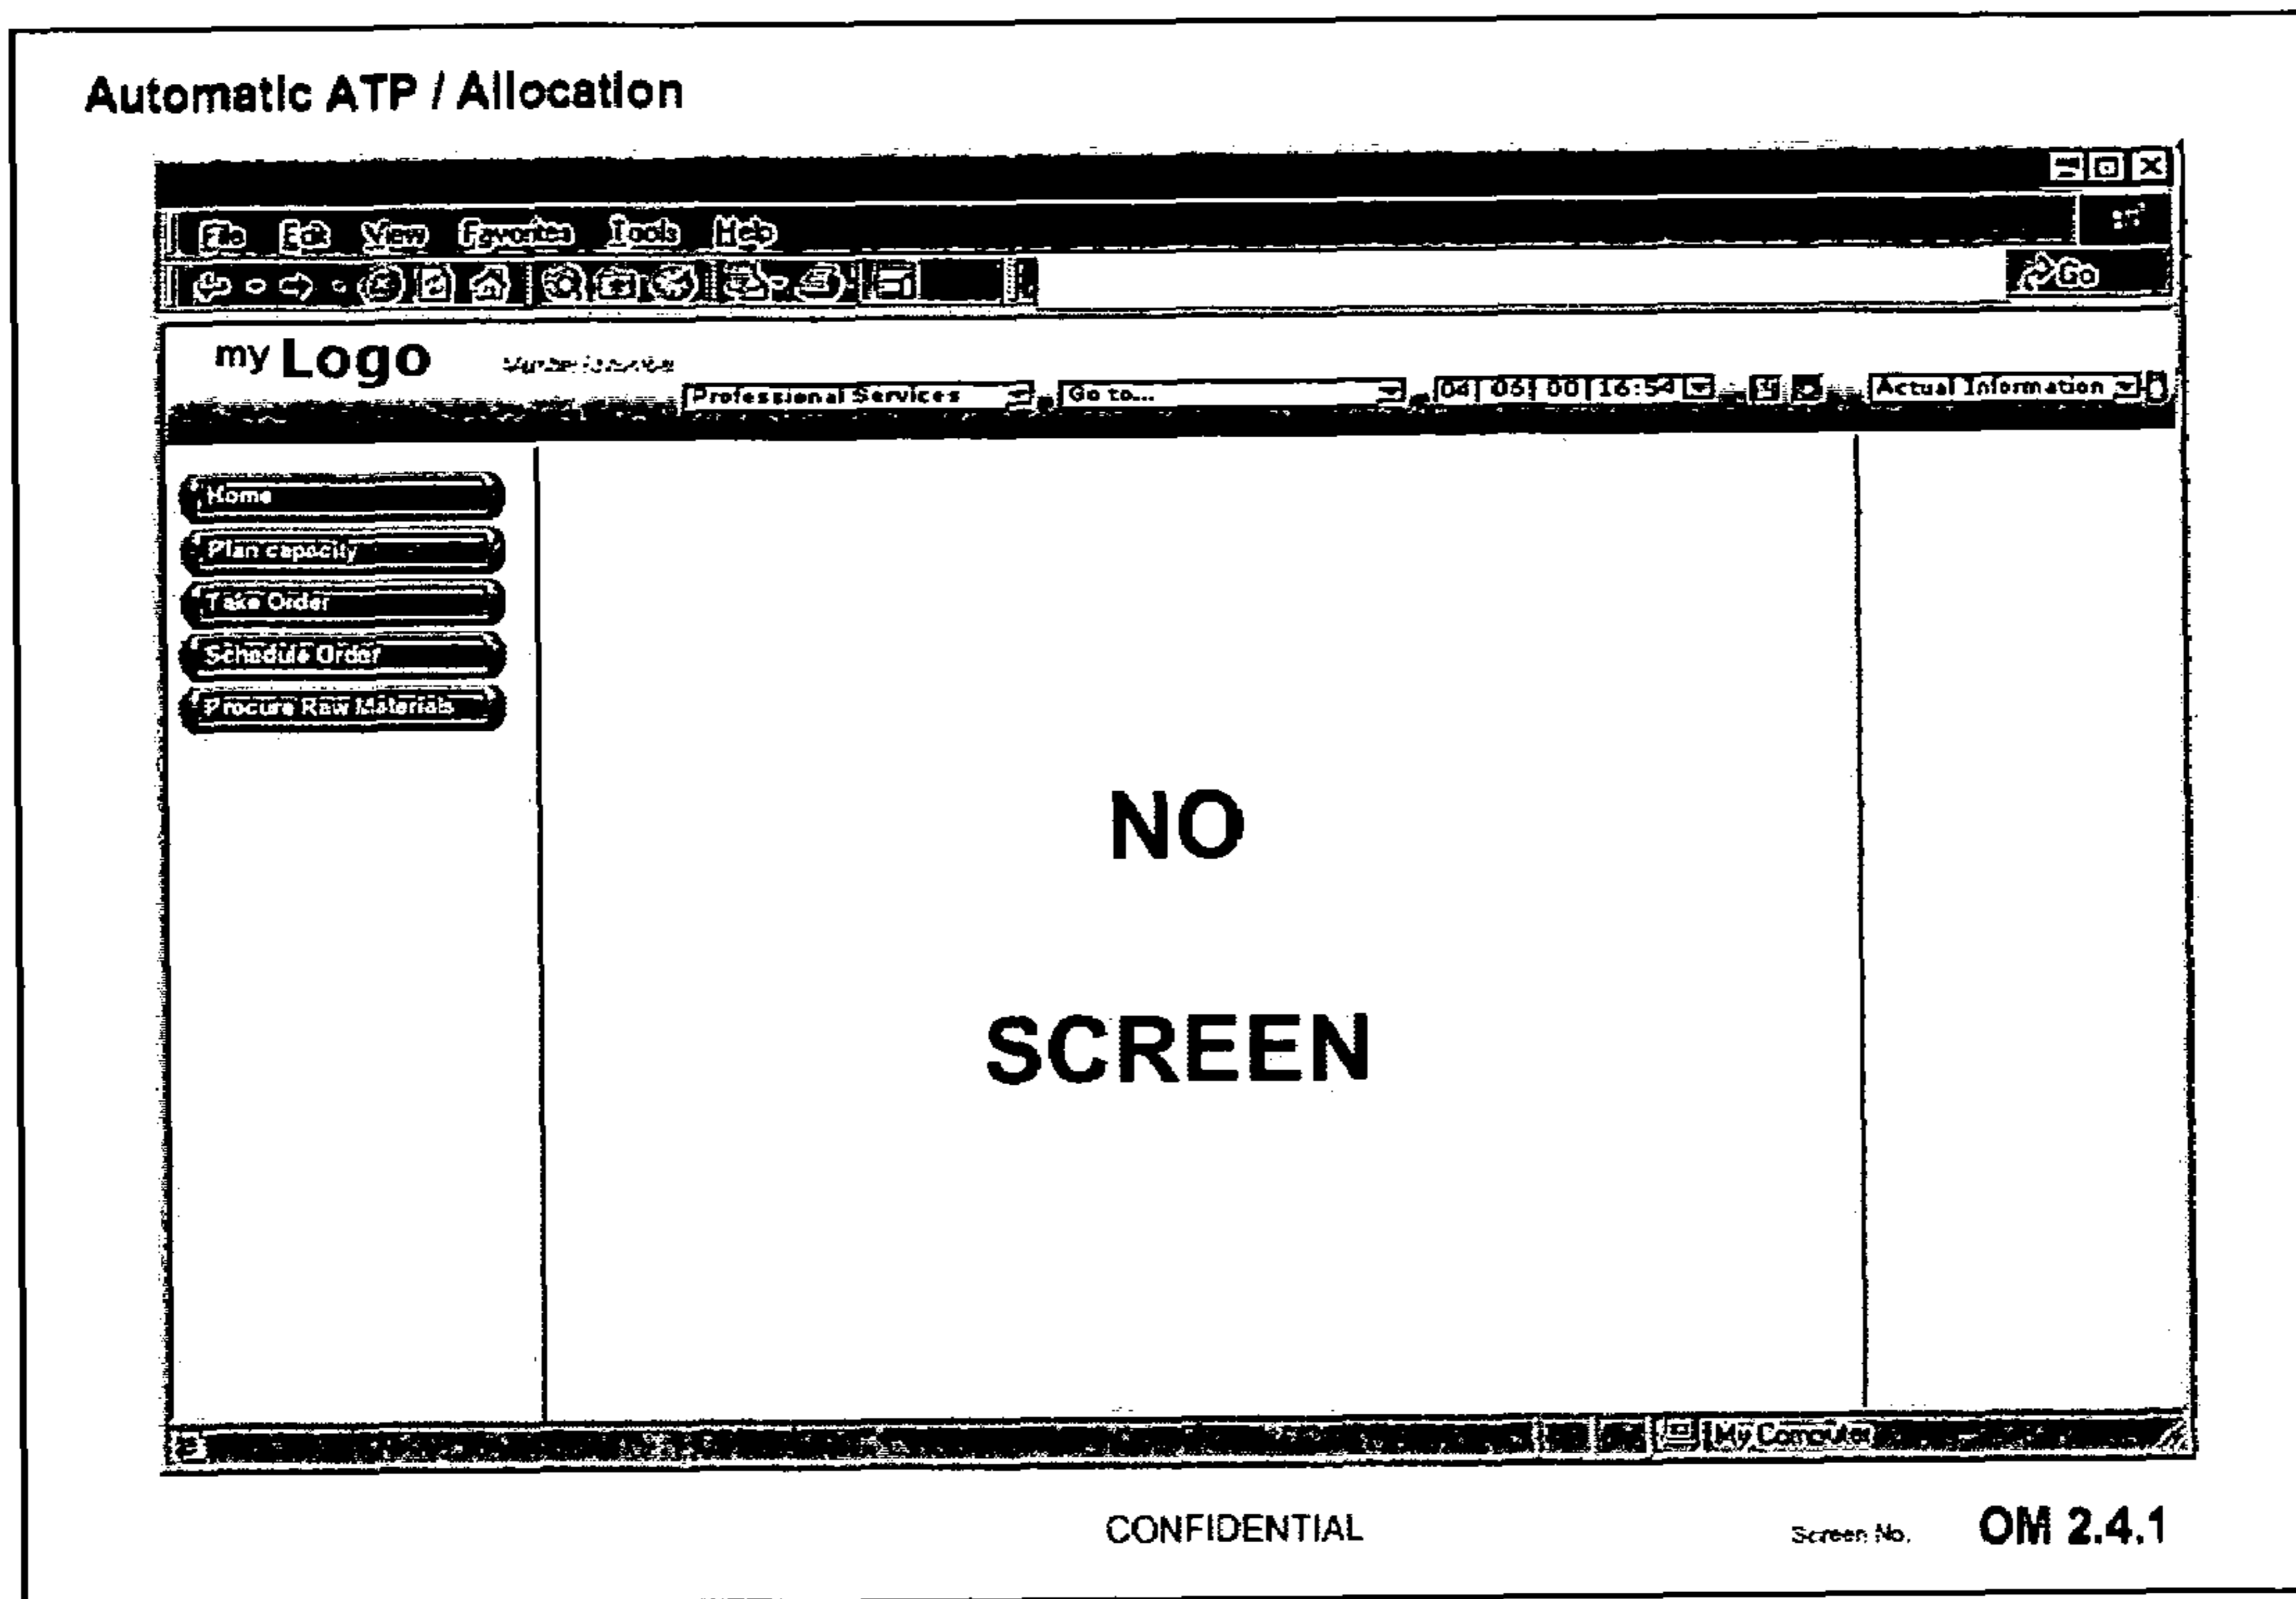 Automatic ATP / Allocation
File Edit View Favorites Tools Help
Go
my Logo
Professional Services Go to... 04 06 00 16:54 Actual Information
Home
Plan capacity
Take Order
Schedule Order
Procure Raw Materials
NO
SCREEN
My Computer
CONFIDENTIAL
Screen No. OM 2.4.1